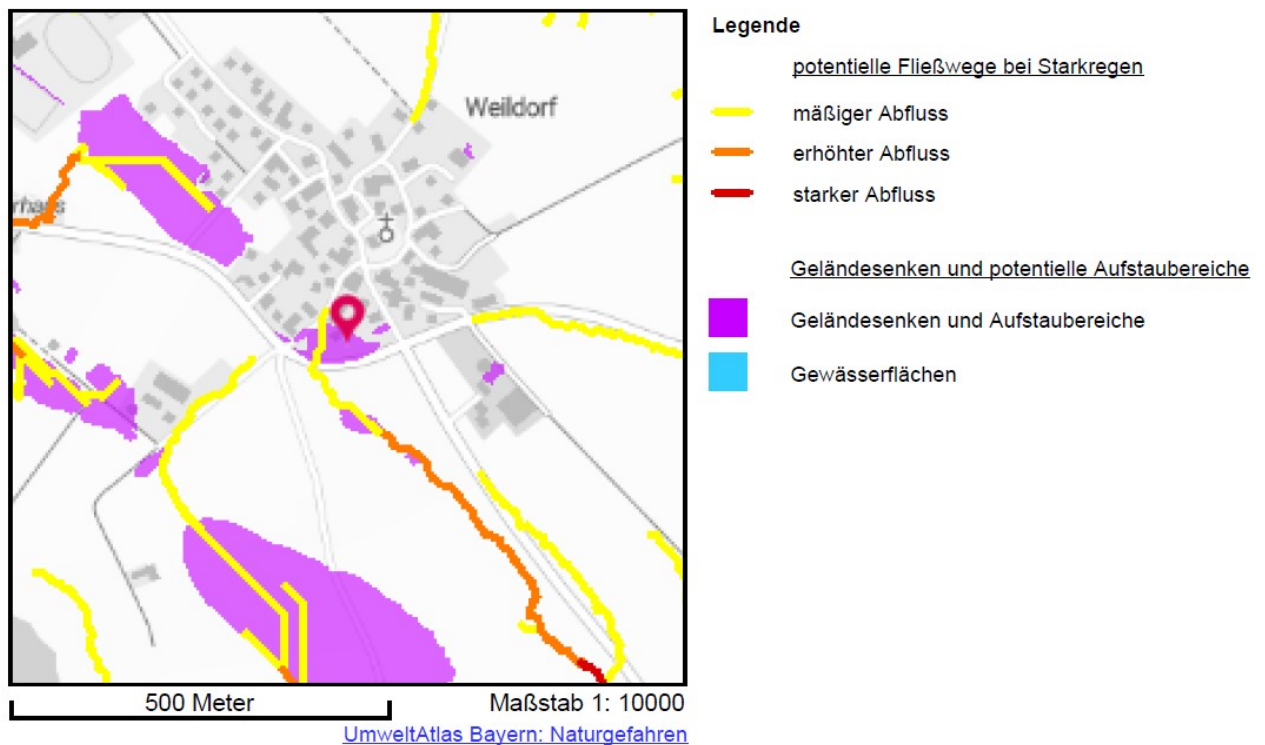 Weildorf
rhaus
500 Meter
Maßstab 1: 10000
UmweltAtlas Bayern: Naturgefahren
Legende
potentielle Fließwege bei Starkregen
mäßiger Abfluss
erhöhter Abfluss
starker Abfluss
Geländesenken und potentielle Aufstaubereiche
Geländesenken und Aufstaubereiche
Gewässerflächen